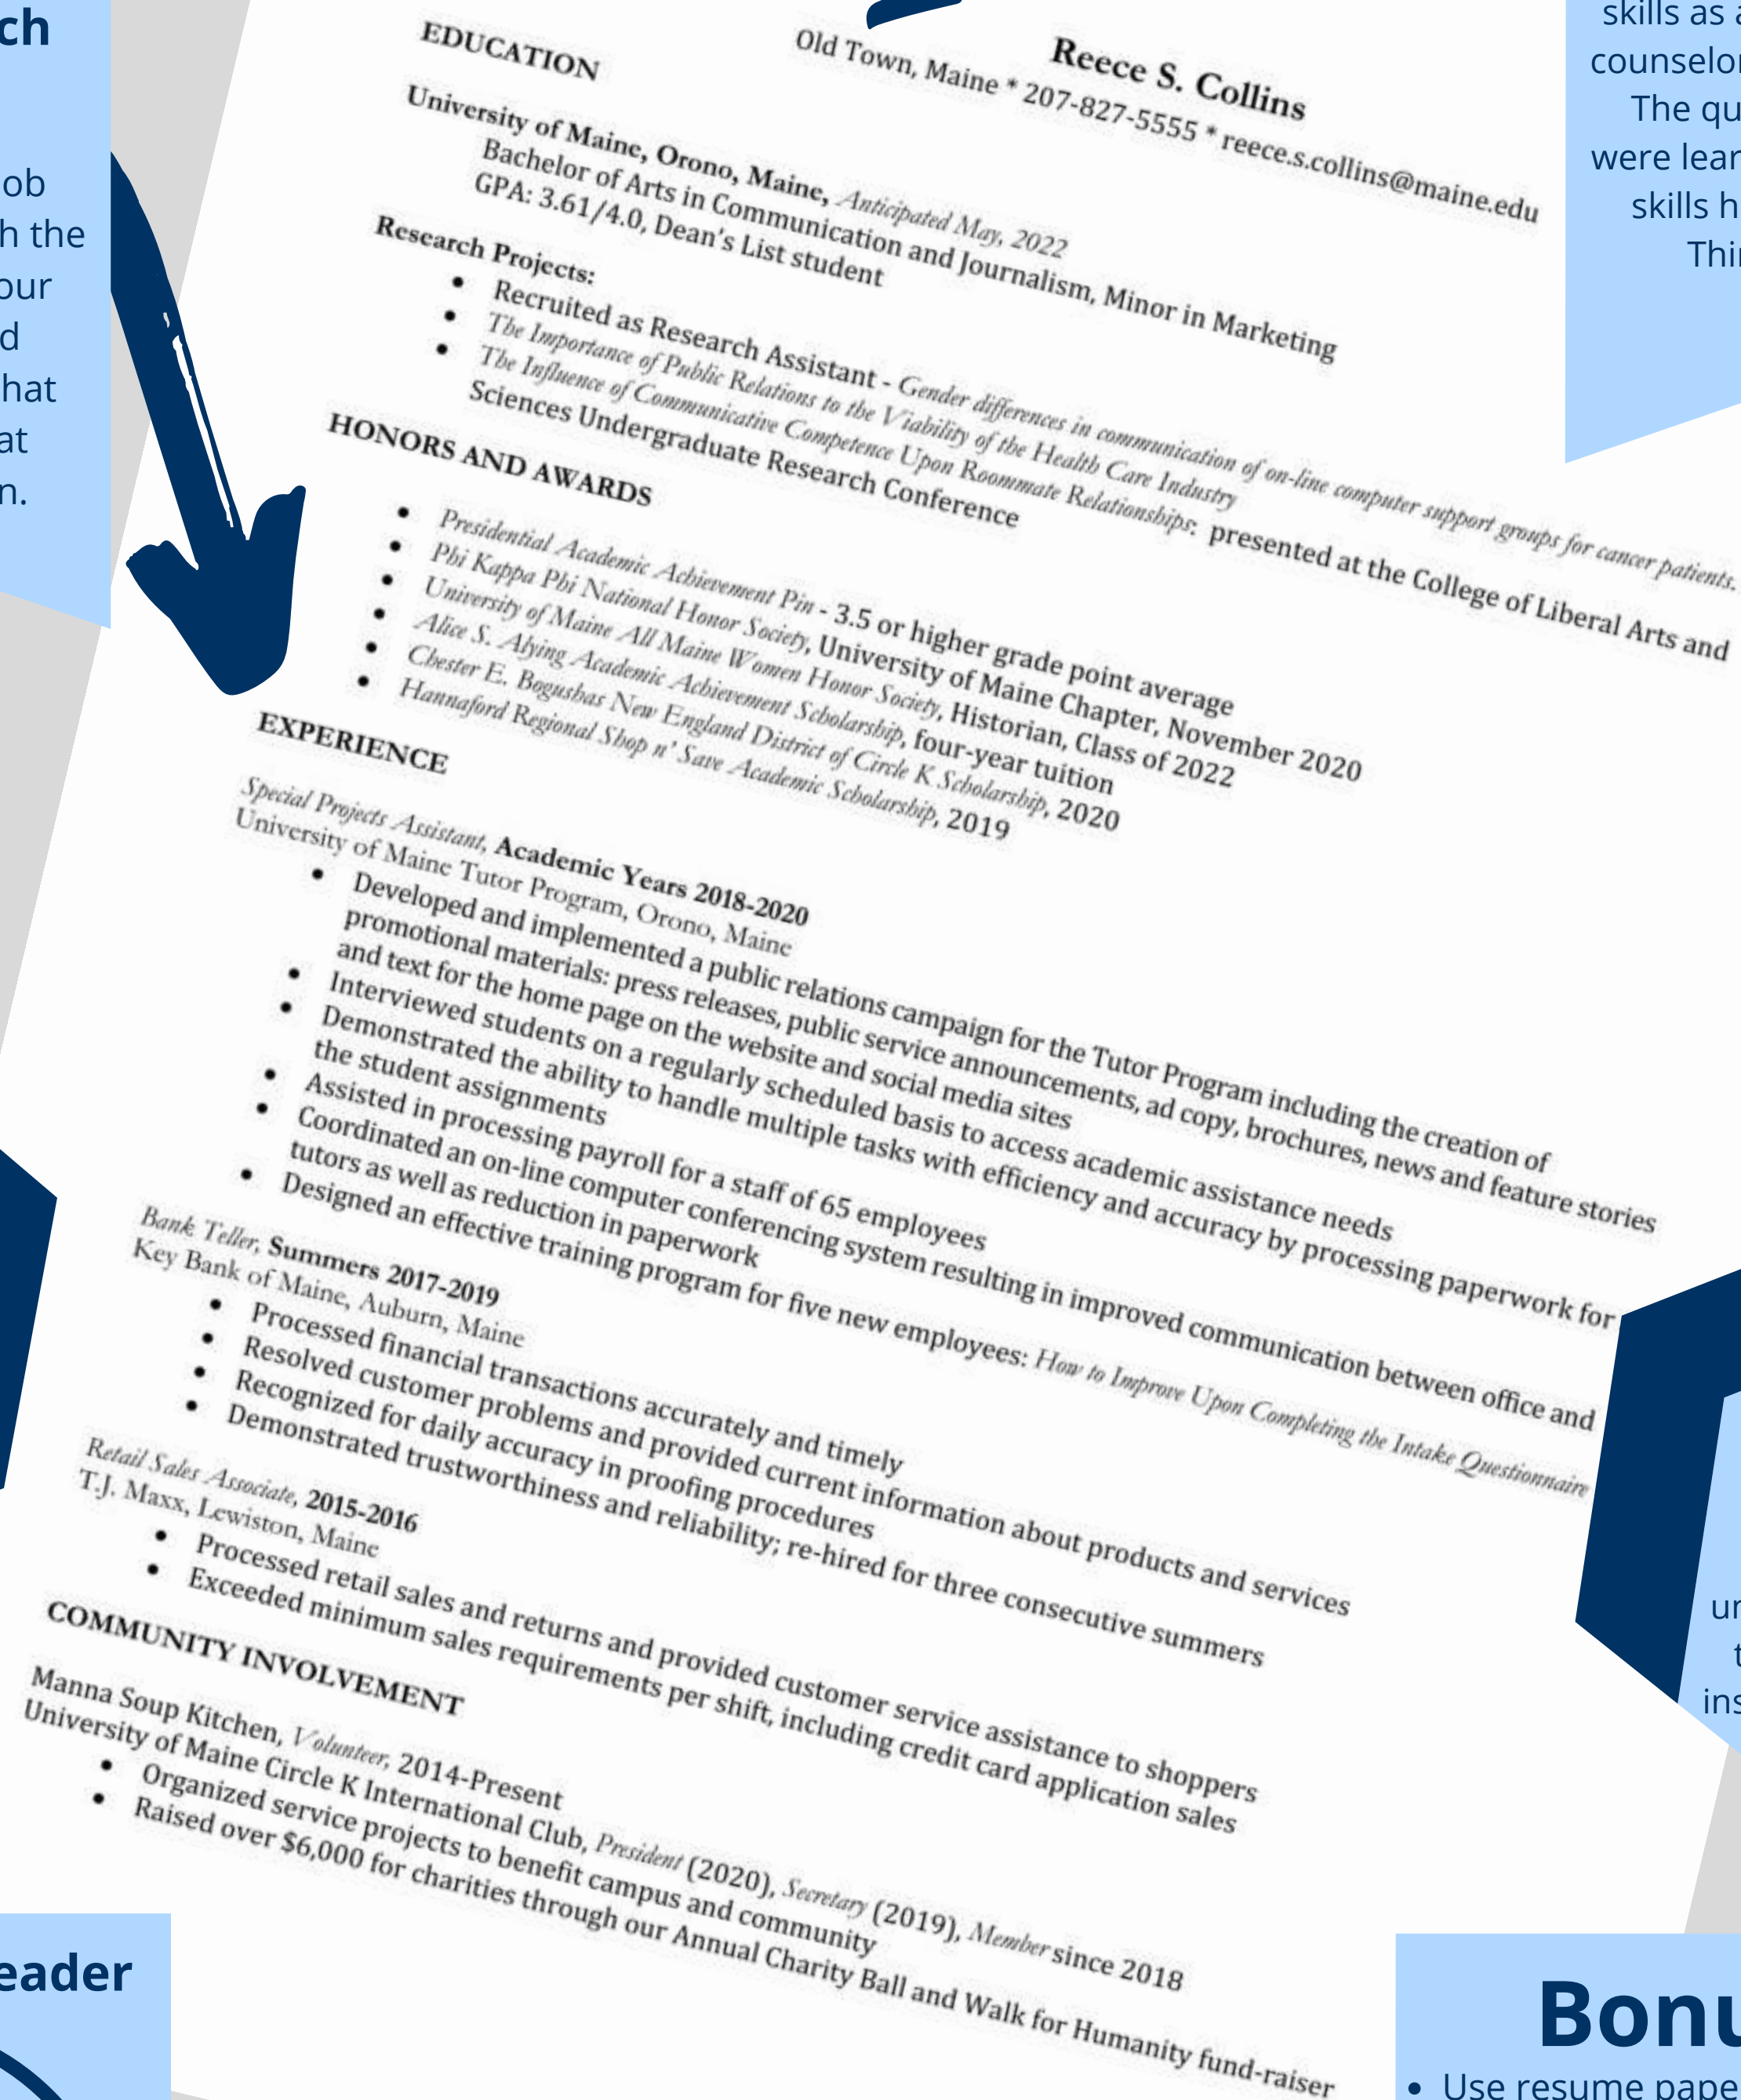 Reece S. Collins
Old Town, Maine * 207-827-5555 * reece.s.collins@maine.edu
EDUCATION
University of Maine, Orono, Maine, Anticipated May, 2022
Bachelor of Arts in Communication and Journalism, Minor in Marketing
GPA: 3.61/4.0, Dean's List student
Research Projects:
• Recruited as Research Assistant - Gender differences in communication of on-line computer support groups for cancer patients.
• The Importance of Public Relations to the Viability of the Health Care Industry
• The Influence of Communicative Competence Upon Roommate Relationships: presented at the College of Liberal Arts and
Sciences Undergraduate Research Conference
HONORS AND AWARDS
• Presidential Academic Achievement Pin - 3.5 or higher grade point average
• Phi Kappa Phi National Honor Society, University of Maine Chapter, November 2020
• University of Maine All Maine Women Honor Society, Historian, Class of 2022
• Alice S. Alying Academic Achievement Scholarship, four-year tuition
• Chester E. Bogushas New England District of Circle K Scholarship, 2020
• Hannaford Regional Shop n' Save Academic Scholarship, 2019
EXPERIENCE
Special Projects Assistant, Academic Years 2018-2020
University of Maine Tutor Program, Orono, Maine
• Developed and implemented a public relations campaign for the Tutor Program including the creation of
promotional materials: press releases, public service announcements, ad copy, brochures, news and feature stories
and text for the home page on the website and social media sites
• Interviewed students on a regularly scheduled basis to access academic assistance needs
• Demonstrated the ability to handle multiple tasks with efficiency and accuracy by processing paperwork for
the student assignments
• Assisted in processing payroll for a staff of 65 employees
• Coordinated an on-line computer conferencing system resulting in improved communication between office and
tutors as well as reduction in paperwork
• Designed an effective training program for five new employees: How to Improve Upon Completing the Intake Questionnaire
Bank Teller, Summers 2017-2019
Key Bank of Maine, Auburn, Maine
• Processed financial transactions accurately and timely
• Resolved customer problems and provided current information about products and services
• Recognized for daily accuracy in proofing procedures
• Demonstrated trustworthiness and reliability; re-hired for three consecutive summers
Retail Sales Associate, 2015-2016
T.J. Maxx, Lewiston, Maine
• Processed retail sales and returns and provided customer service assistance to shoppers
• Exceeded minimum sales requirements per shift, including credit card application sales
COMMUNITY INVOLVEMENT
Manna Soup Kitchen, Volunteer, 2014-Present
University of Maine Circle K International Club, President (2020), Secretary (2019), Member since 2018
• Organized service projects to benefit campus and community
• Raised over $6,000 for charities through our Annual Charity Ball and Walk for Humanity fund-raiser
ch
ob
h the
our
d
hat
at
n.
skills as a
counselor
The qu
were lear
skills h
Thin
un
t
ins
eader
Bonu
• Use resume pape